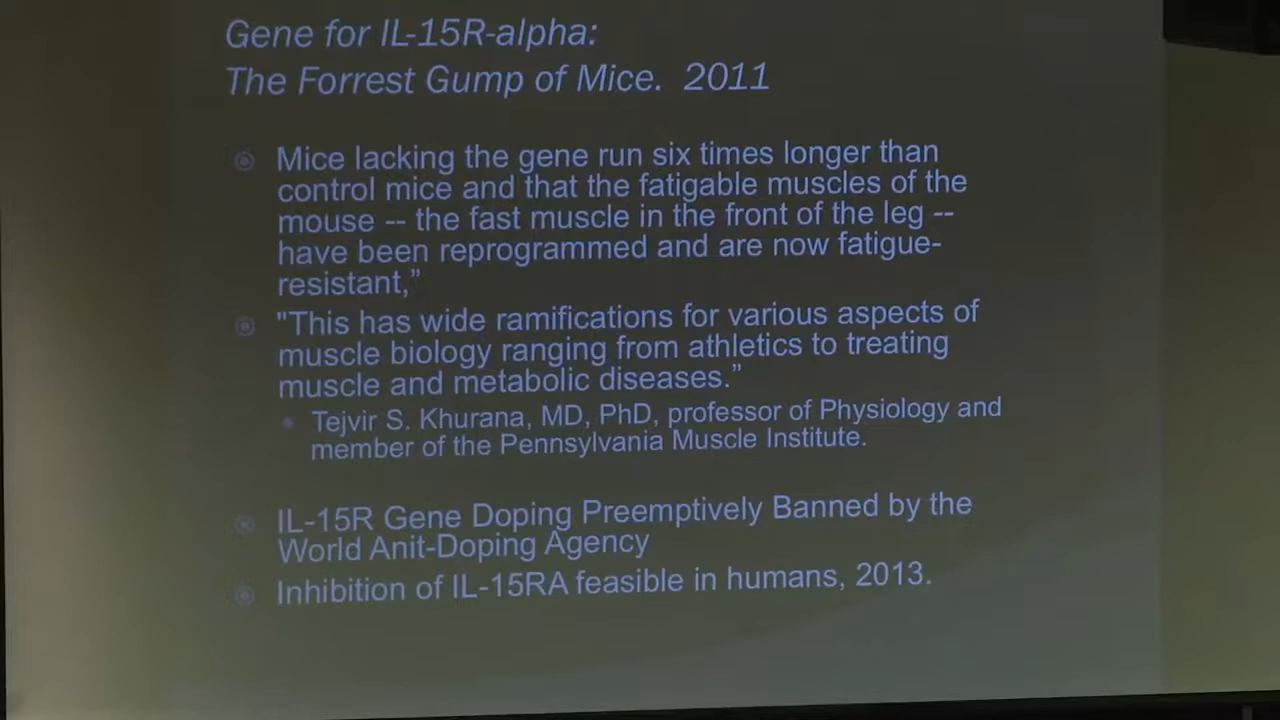 Gene for IL-15R-alpha:
The Forrest Gump of Mice. 2011
Mice lacking the gene run six times longer than
control mice and that the fatigable muscles of the
mouse -- the fast muscle in the front of the leg --
have been reprogrammed and are now fatigue-
resistant,”
"This has wide ramifications for various aspects of
muscle biology ranging from athletics to treating
muscle and metabolic diseases.”
Tejvir S. Khurana, MD, PhD, professor of Physiology and
member of the Pennsylvania Muscle Institute.
IL-15R Gene Doping Preemptively Banned by the
World Anit-Doping Agency
Inhibition of IL-15RA feasible in humans, 2013.